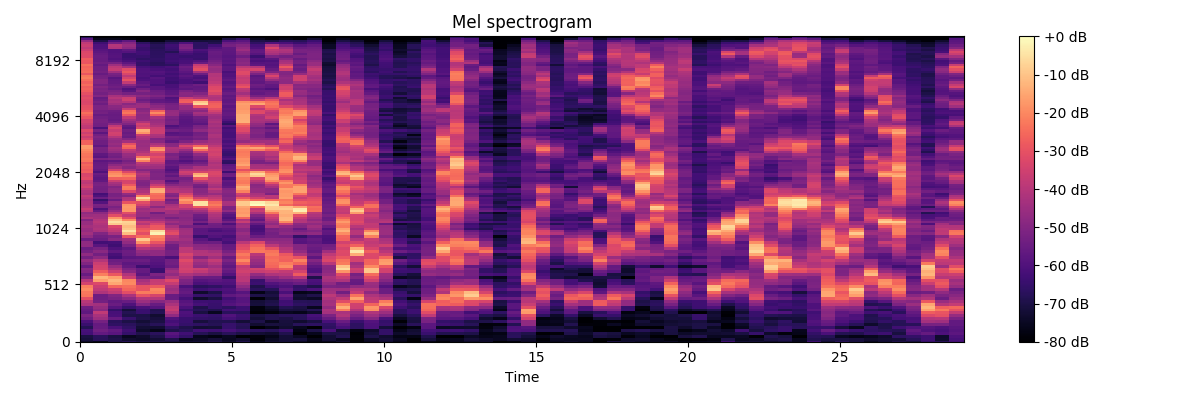 Mel spectrogram
8192
4096
2048
1024
512
0
Hz
0 5 10 15 20 25
Time
+0 dB
-10 dB
-20 dB
-30 dB
-40 dB
-50 dB
-60 dB
-70 dB
-80 dB